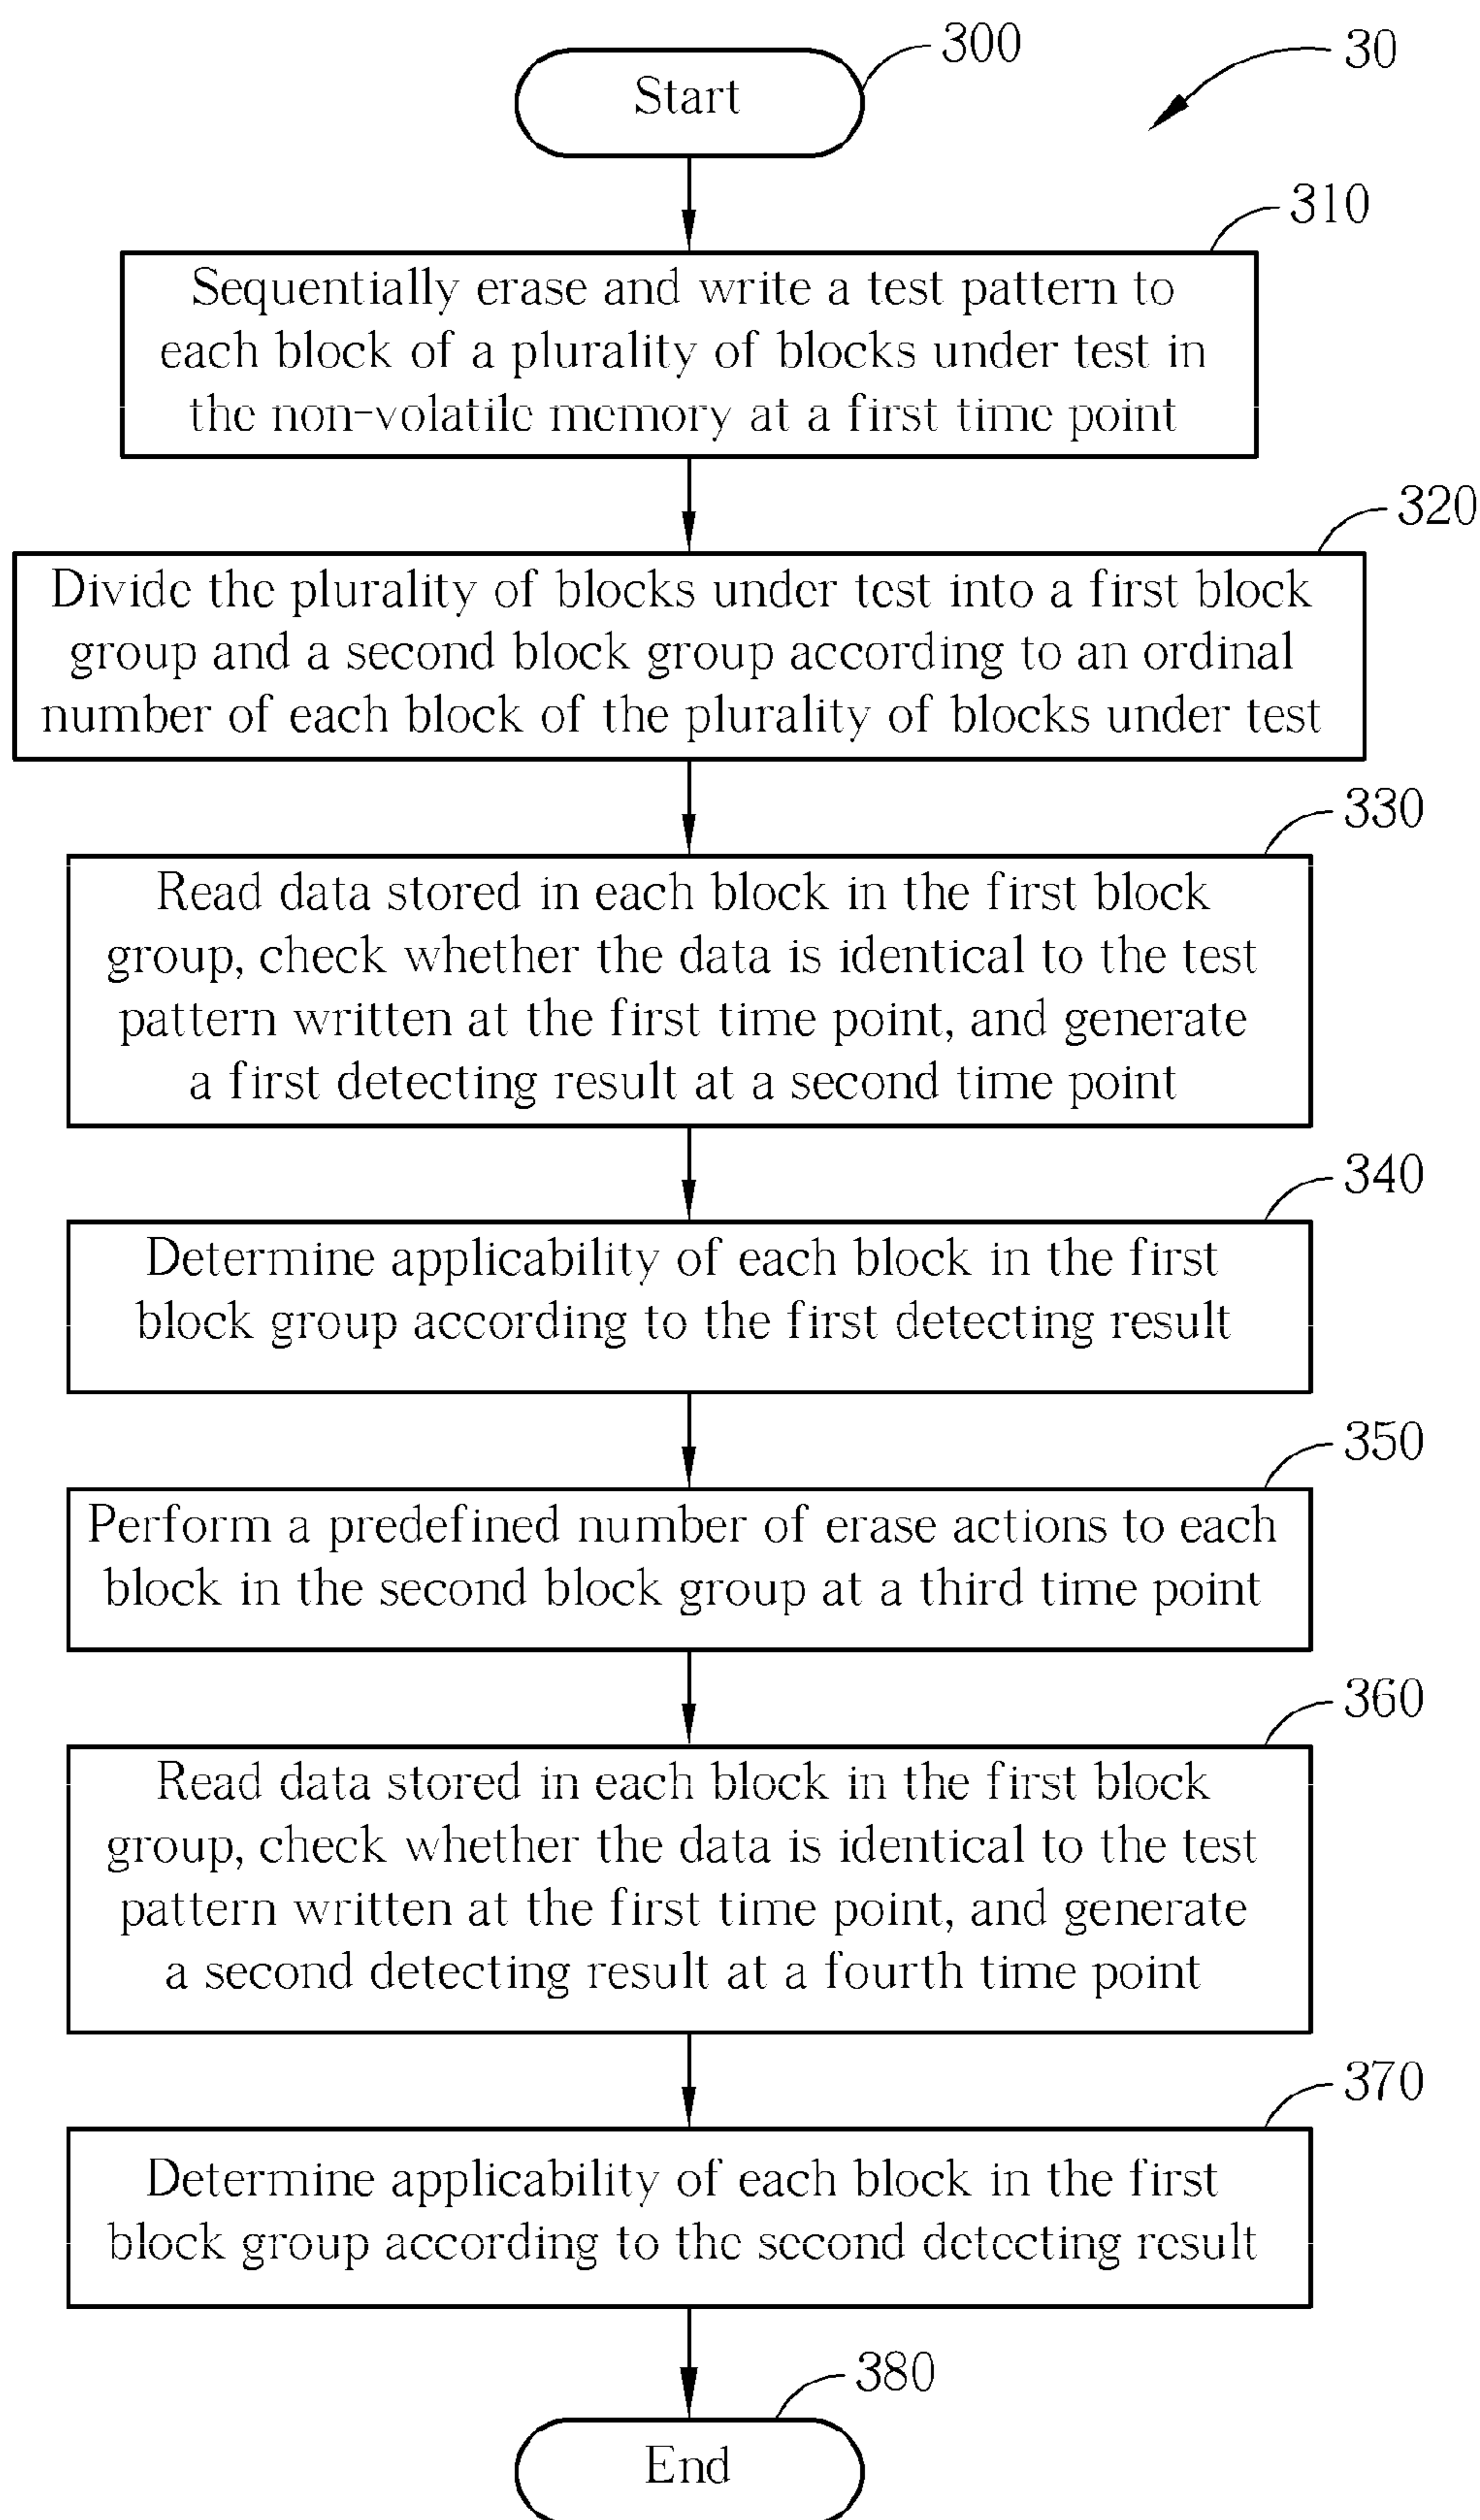 300
30
Start
310
Sequentially erase and write a test pattern to
each block of a plurality of blocks under test in
the non-volatile memory at a first time point
320
Divide the plurality of blocks under test into a first block
group and a second block group according to an ordinal
number of each block of the plurality of blocks under test
330
Read data stored in each block in the first block
group, check whether the data is identical to the test
pattern written at the first time point, and generate
a first detecting result at a second time point
340
Determine applicability of each block in the first
block group according to the first detecting result
350
Perform a predefined number of erase actions to each
block in the second block group at a third time point
360
Read data stored in each block in the first block
group, check whether the data is identical to the test
pattern written at the first time point, and generate
a second detecting result at a fourth time point
370
Determine applicability of each block in the first
block group according to the second detecting result
380
End